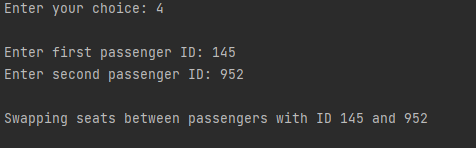 Enter your choice: 4
Enter first passenger ID: 145
Enter second passenger ID: 952
Swapping seats between passengers with ID 145 and 952